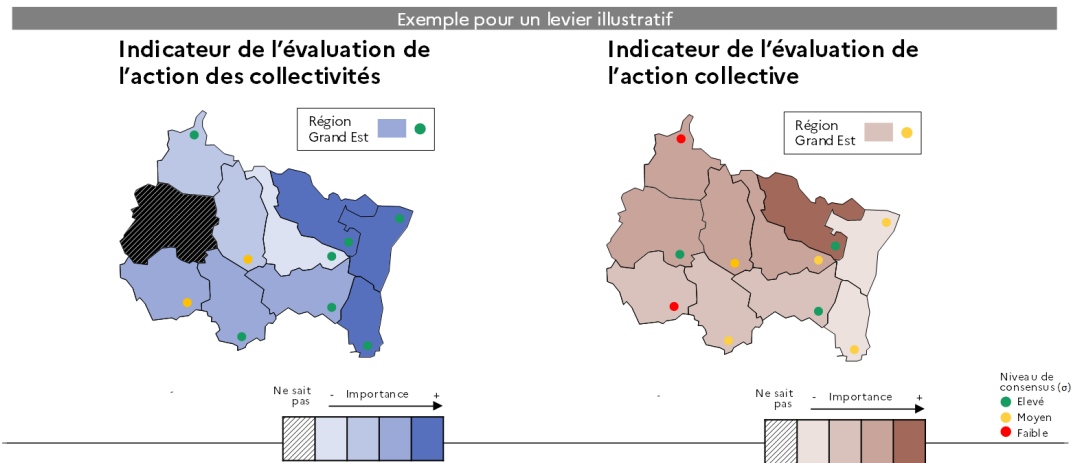 Exemple pour un levier illustratif
Indicateur de l'évaluation de
l'action des collectivités
Région
Grand Est
Ne sait
pas
- Importance +
Indicateur de l'évaluation de
l'action collective
Région
Grand Est
Ne sait
pas
- Importance +
Niveau de
consensus (σ)
Elevé
Moyen
Faible